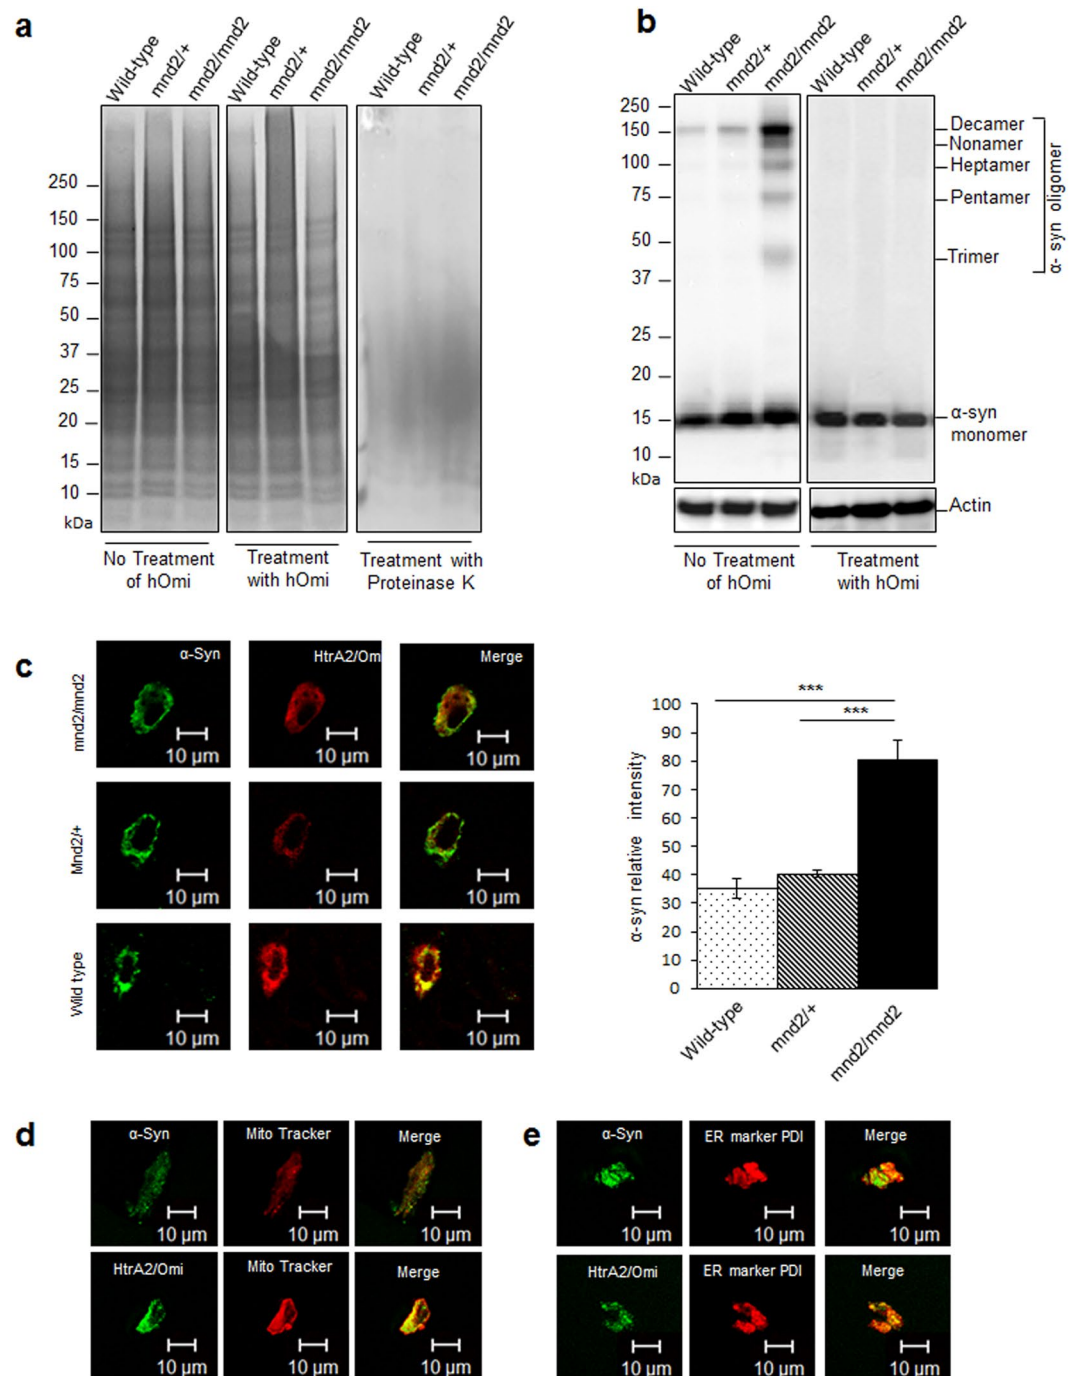 a
Wild-type
mnd2/+
mnd2/mnd2
Wild-type
mnd2/+
mnd2/mnd2
Wild-type
mnd2/+
mnd2/mnd2
250
150
100
75
50
37
25
20
15
10
kDa
No Treatment
of hOmi
Treatment
with hOmi
Treatment with
Proteinase K
b
Wild-type
mnd2/+
mnd2/mnd2
Wild-type
mnd2/+
mnd2/mnd2
250
150
100
75
50
37
25
20
15
10
kDa
Decamer
Nonamer
Heptamer
Pentamer
Trimer
α- syn oligomer
α-syn
monomer
Actin
No Treatment
of hOmi
Treatment
with hOmi
c
mnd2/mnd2
α-Syn
10 µm
HtrA2/Om
10 µm
Merge
10 µm
Mnd2/+
10 µm
10 µm
10 µm
Wild type
10 µm
10 µm
10 µm
α-syn relative intensity
100
90
80
70
60
50
40
30
20
10
0
***
***
Wild-type
mnd2/+
mnd2/mnd2
d
α-Syn
10 µm
Mito Tracker
10 µm
Merge
10 µm
HtrA2/Omi
10 µm
Mito Tracker
10 µm
Merge
10 µm
e
α-Syn
10 µm
ER marker PDI
10 µm
Merge
10 µm
HtrA2/Omi
10 µm
ER marker PDI
10 µm
Merge
10 µm